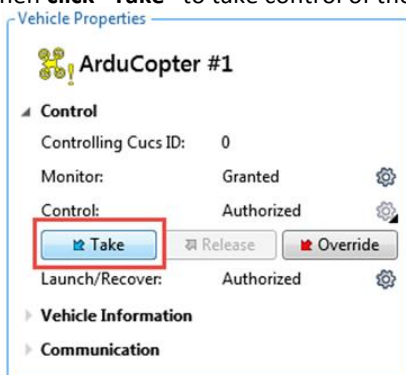 hen click "Take" to take control of the
Vehicle Properties
ArduCopter #1
Control
Controlling Cucs ID: 0
Monitor: Granted
Control: Authorized
Take Release Override
Launch/Recover: Authorized
Vehicle Information
Communication